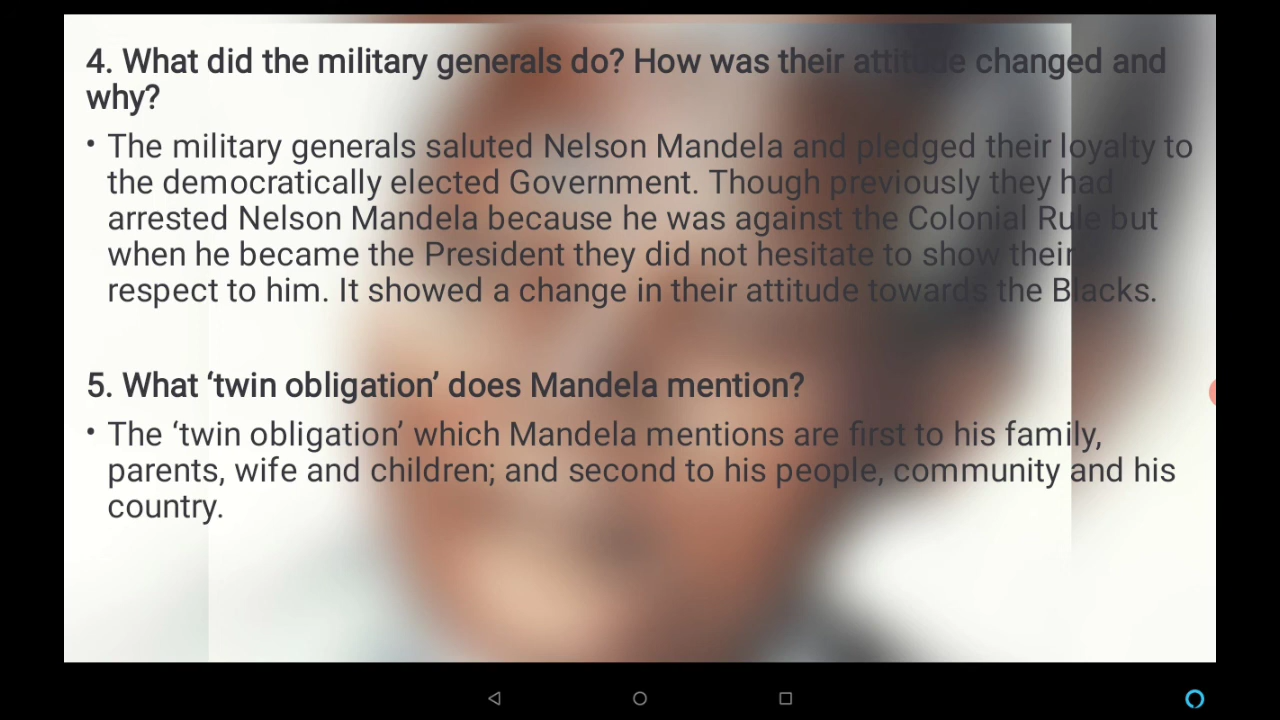 4. What did the military generals do? How was their attitude changed and
why?
• The military generals saluted Nelson Mandela and pledged their loyalty to
the democratically elected Government. Though previously they had
arrested Nelson Mandela because he was against the Colonial Rule but
when he became the President they did not hesitate to show their
respect to him. It showed a change in their attitude towards the Blacks.
5. What ‘twin obligation’ does Mandela mention?
• The ‘twin obligation’ which Mandela mentions are first to his family,
parents, wife and children; and second to his people, community and his
country.